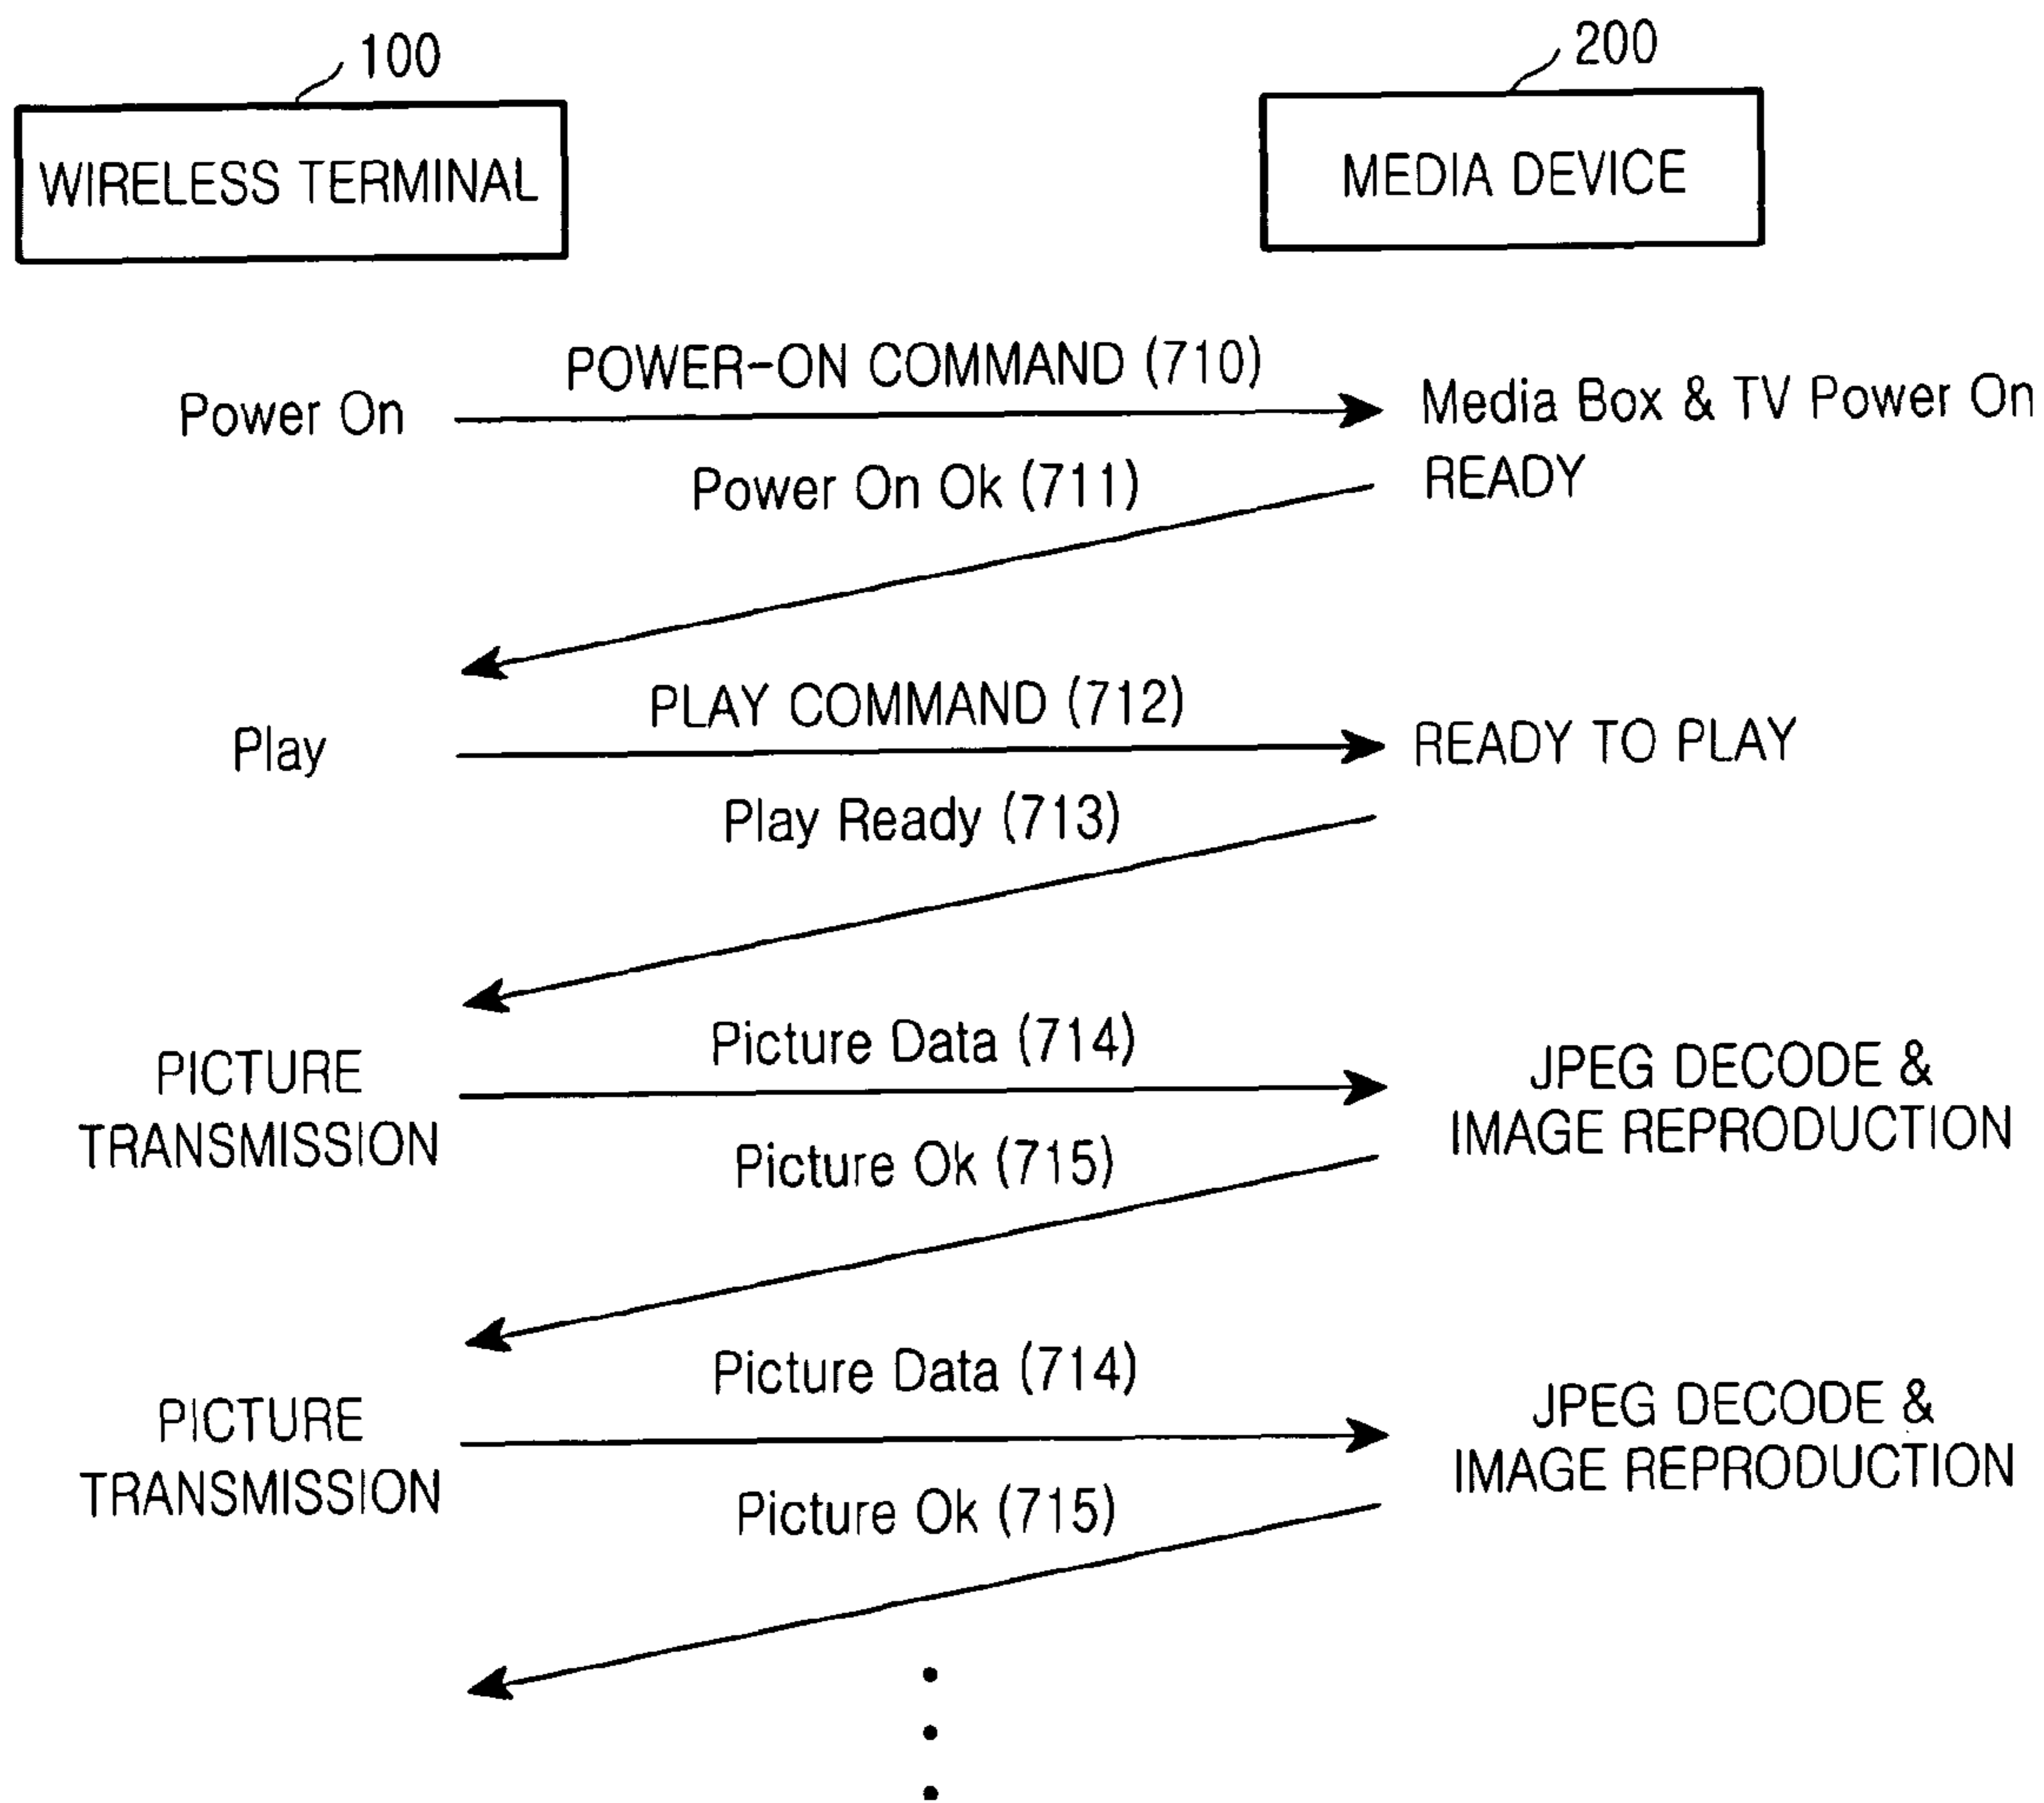 100
200
WIRELESS TERMINAL
MEDIA DEVICE
POWER-ON COMMAND (710)
Power On
Media Box & TV Power On
READY
Power On Ok (711)
PLAY COMMAND (712)
Play
READY TO PLAY
Play Ready (713)
Picture Data (714)
PICTURE
TRANSMISSION
JPEG DECODE &
IMAGE REPRODUCTION
Picture Ok (715)
Picture Data (714)
PICTURE
TRANSMISSION
JPEG DECODE &
IMAGE REPRODUCTION
Picture Ok (715)